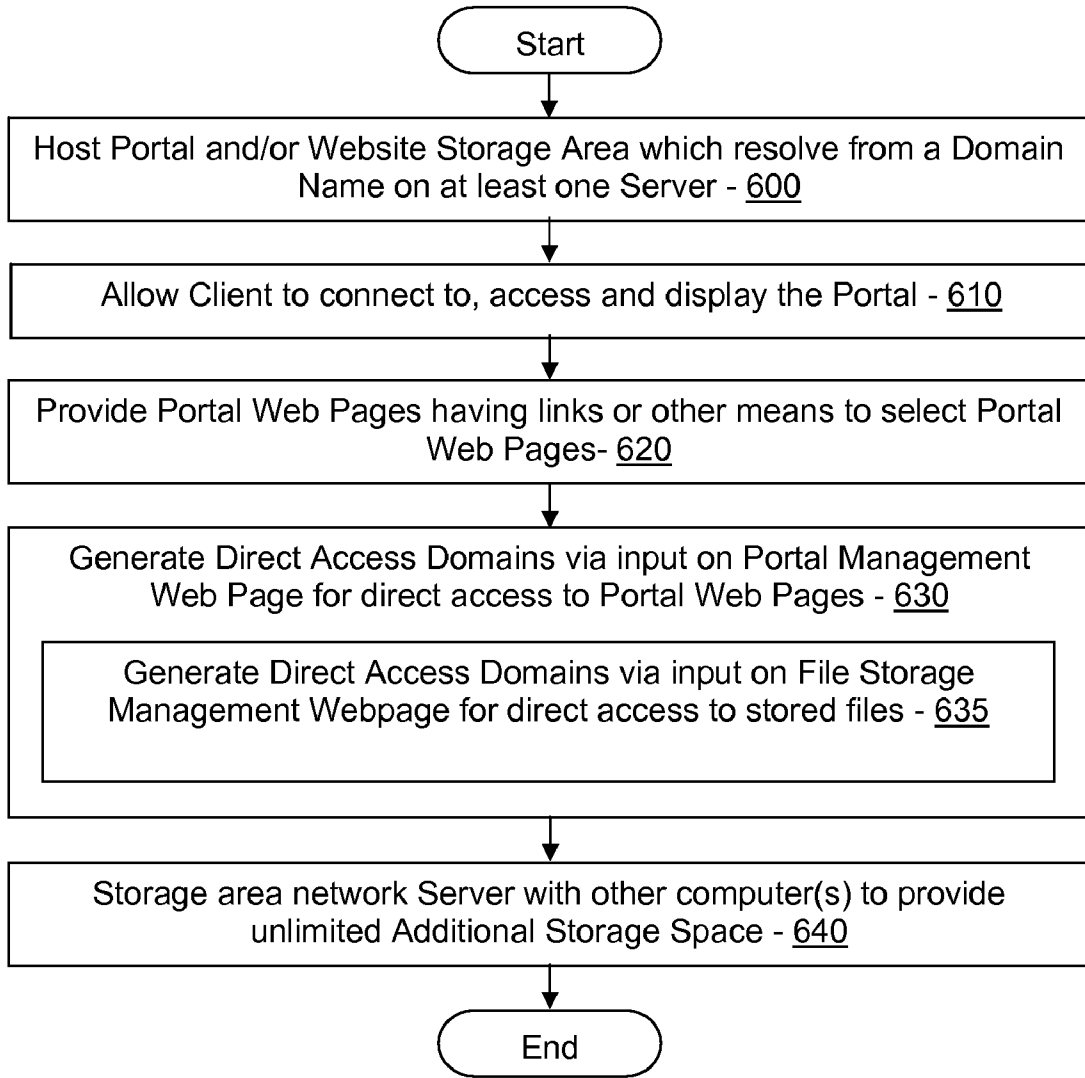 Start
Host Portal and/or Website Storage Area which resolve from a Domain
Name on at least one Server - 600
Allow Client to connect to, access and display the Portal - 610
Provide Portal Web Pages having links or other means to select Portal
Web Pages- 620
Generate Direct Access Domains via input on Portal Management
Web Page for direct access to Portal Web Pages - 630
Generate Direct Access Domains via input on File Storage
Management Webpage for direct access to stored files - 635
Storage area network Server with other computer(s) to provide
unlimited Additional Storage Space - 640
End